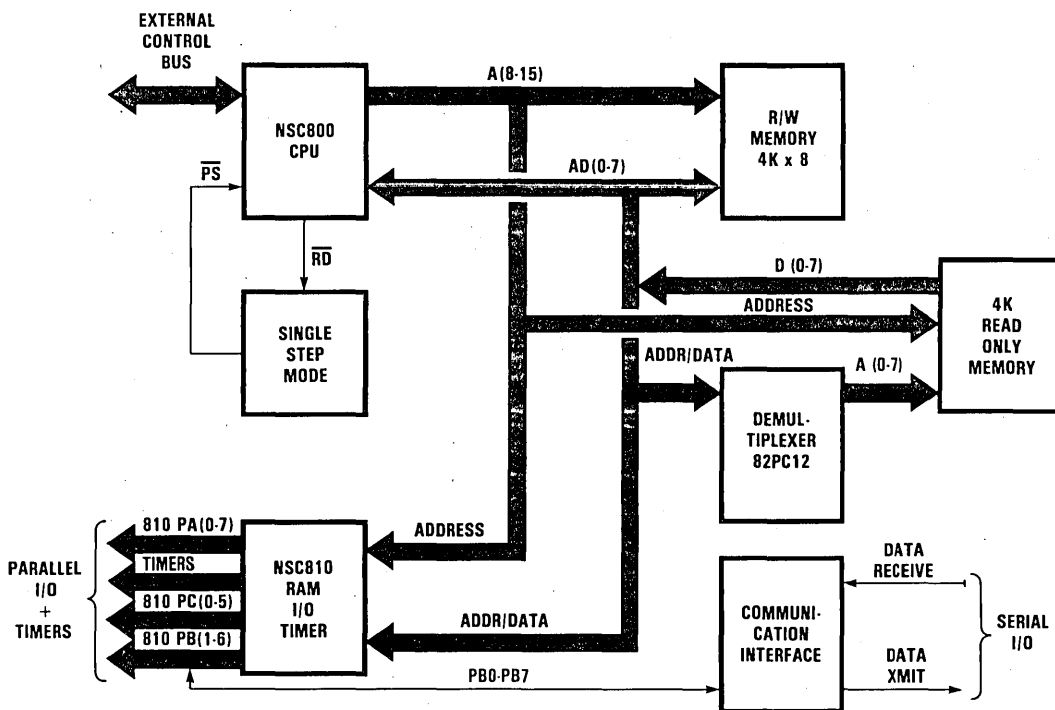 EXTERNAL
CONTROL
BUS
A(8-15)
NSC800
CPU
R/W
MEMORY
4K x 8
PS
AD(0-7)
RD
D (0-7)
ADDRESS
SINGLE
STEP
MODE
4K
READ
ONLY
MEMORY
ADDR/DATA
A (0-7)
DEMUL-
TIPLEXER
82PC12
810 PA(0-7)
ADDRESS
PARALLEL
I/O
+
TIMERS
TIMERS
810 PC(0-5)
810 PB(1-6)
NSC810
RAM
I/O
TIMER
ADDR/DATA
PB0-PB7
COMMUNI-
CATION
INTERFACE
DATA
RECEIVE
DATA
XMIT
SERIAL
I/O